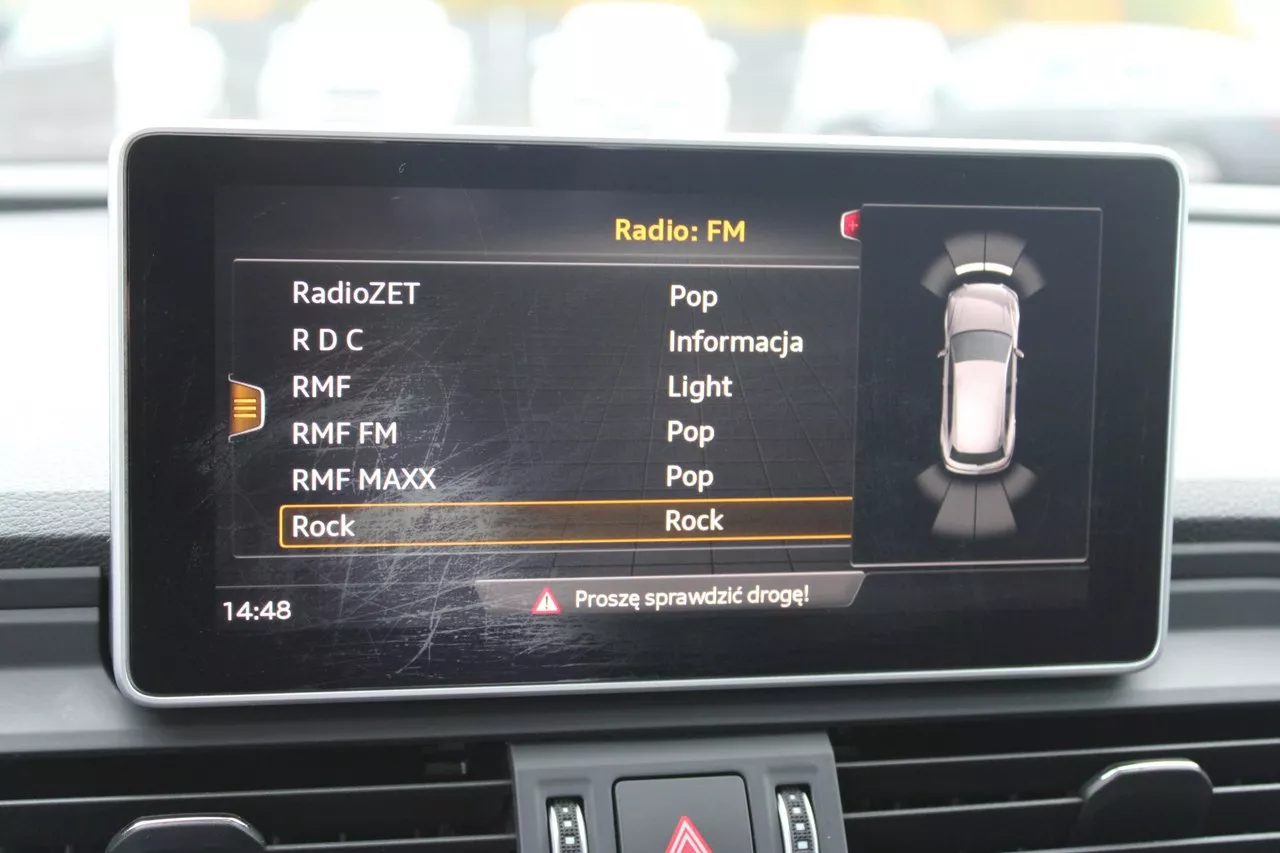 Radio: FM
RadioZET Pop
R D C Informacja
RMF Light
RMF FM Pop
RMF MAXX Pop
Rock Rock
14:48 Proszę sprawdzić drogę!